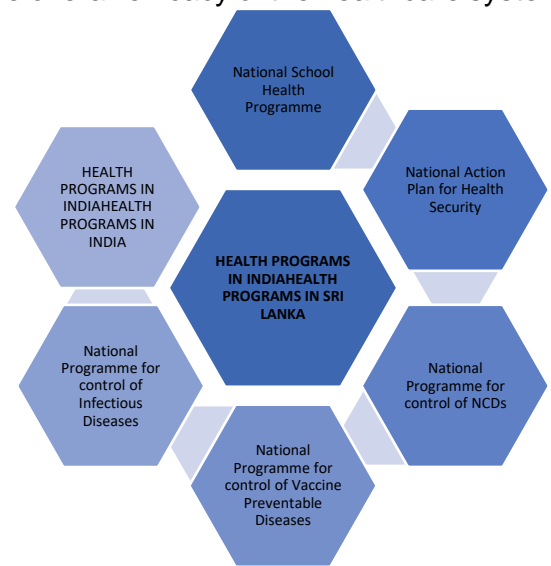 National School
Health
Programme
National Action
Plan for Health
Security
HEALTH
PROGRAMS IN
INDIAHEALTH
PROGRAMS IN
INDIA
HEALTH PROGRAMS
IN INDIAHEALTH
PROGRAMS IN SRI
LANKA
National
Programme for
control of
Infectious
Diseases
National
Programme for
control of NCDs
National
Programme for
control of Vaccine
Preventable
Diseases